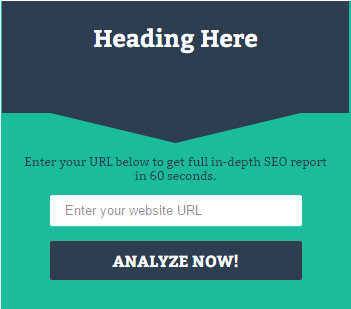 Heading Here
Enter your URL below to get full in-depth SEO report
in 60 seconds.
Enter your website URL
ANALYZE NOW!